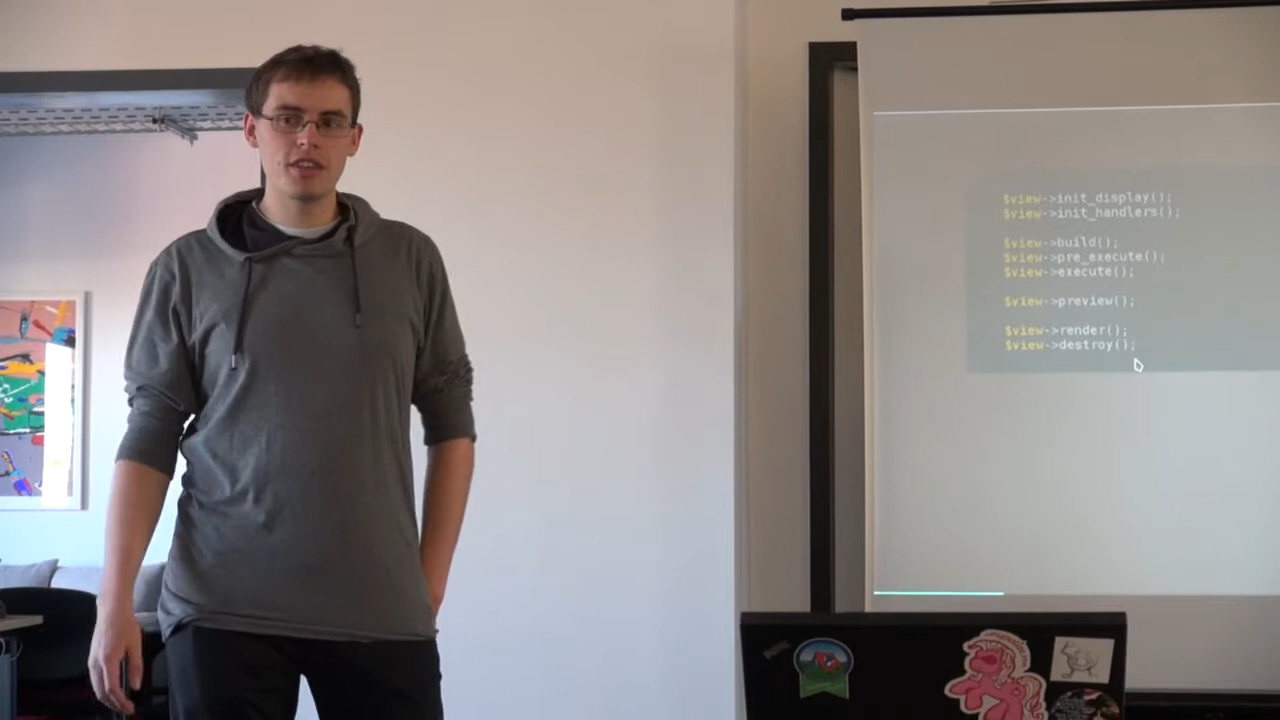 $view->init_display();
$view->init_handlers();
$view->build();
$view->pre_execute();
$view->execute();
$view->preview();
$view->render();
$view->destroy();